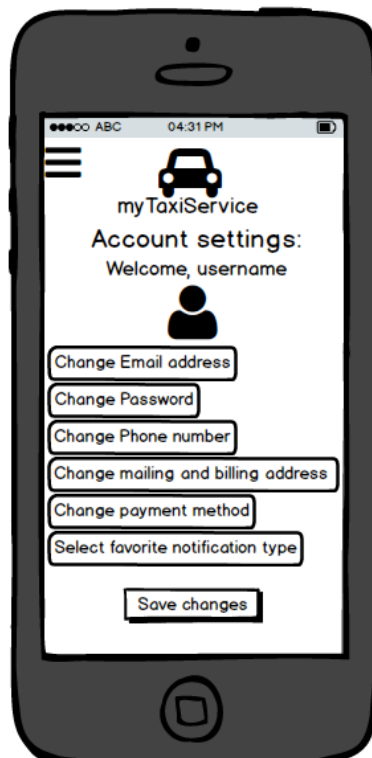 ABC 04:31 PM
myTaxiService
Account settings:
Welcome, username
Change Email address
Change Password
Change Phone number
Change mailing and billing address
Change payment method
Select favorite notification type
Save changes